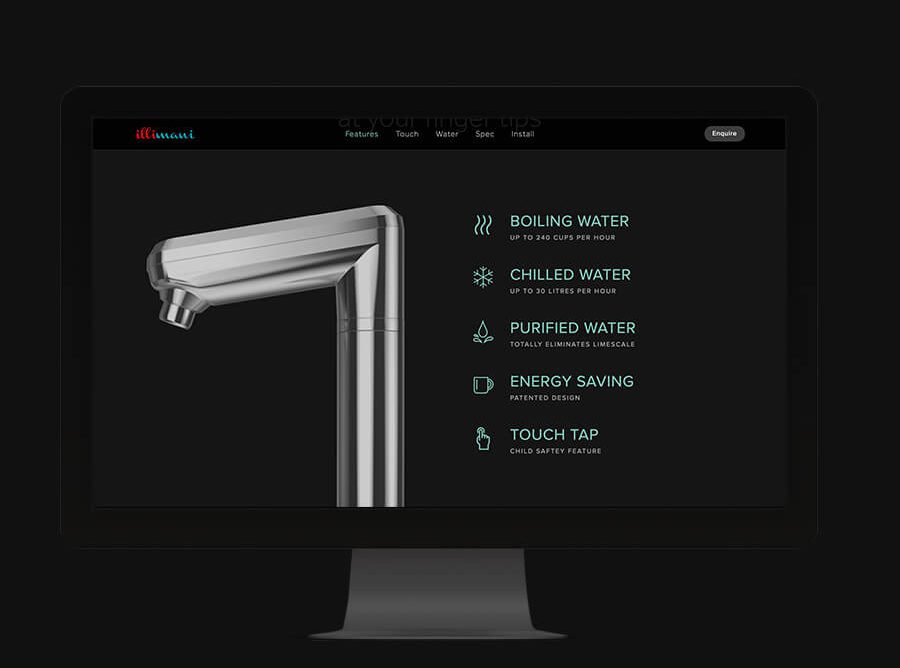 at your finger tips
illimani
Features Touch Water Spec Install
Enquire
BOILING WATER
UP TO 240 CUPS PER HOUR
CHILLED WATER
UP TO 30 LITRES PER HOUR
PURIFIED WATER
TOTALLY ELIMINATES LIMESCALE
ENERGY SAVING
PATENTED DESIGN
TOUCH TAP
CHILD SAFTEY FEATURE